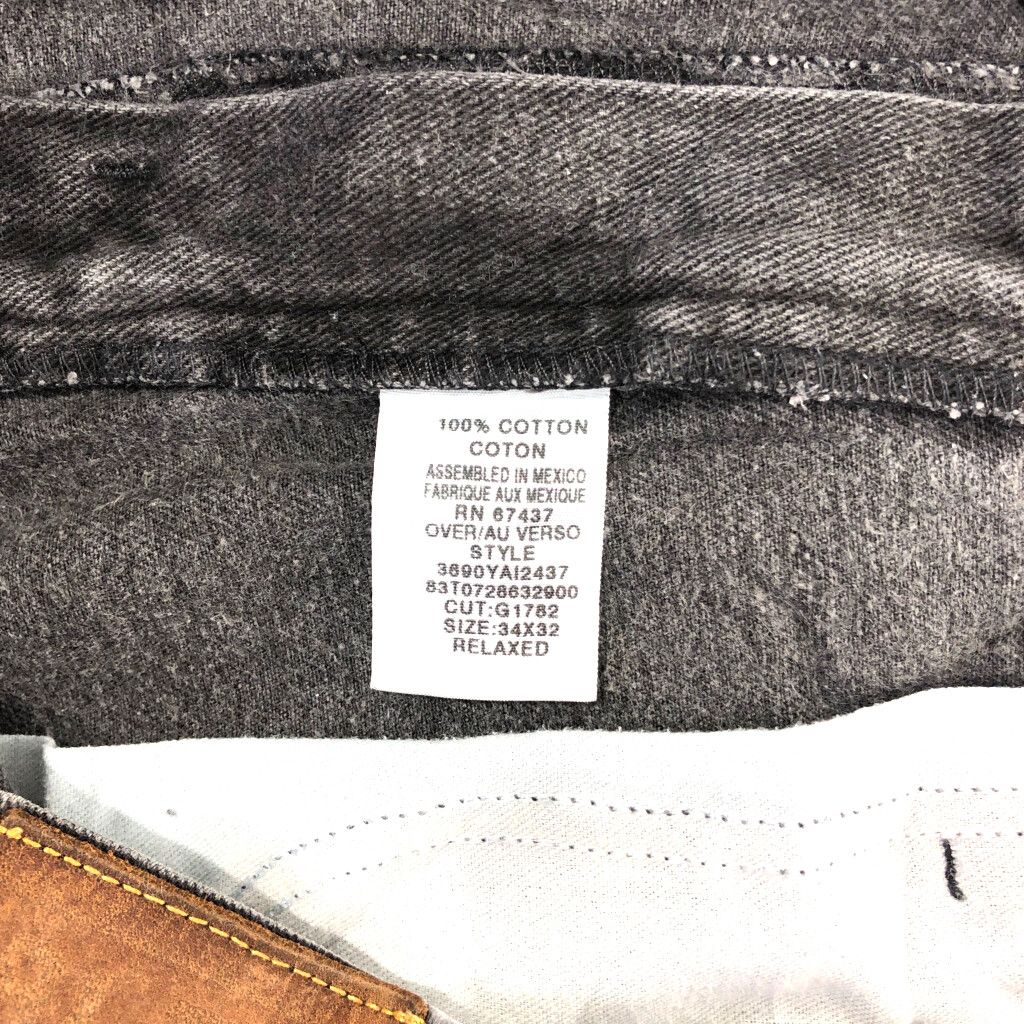 100% COTTON
COTON
ASSEMBLED IN MEXICO
FABRIQUE AUX MEXIQUE
RN 67437
OVER/AU VERSO
STYLE
3690YAI2437
83T0728632900
CUT:G1782
SIZE:34X32
RELAXED